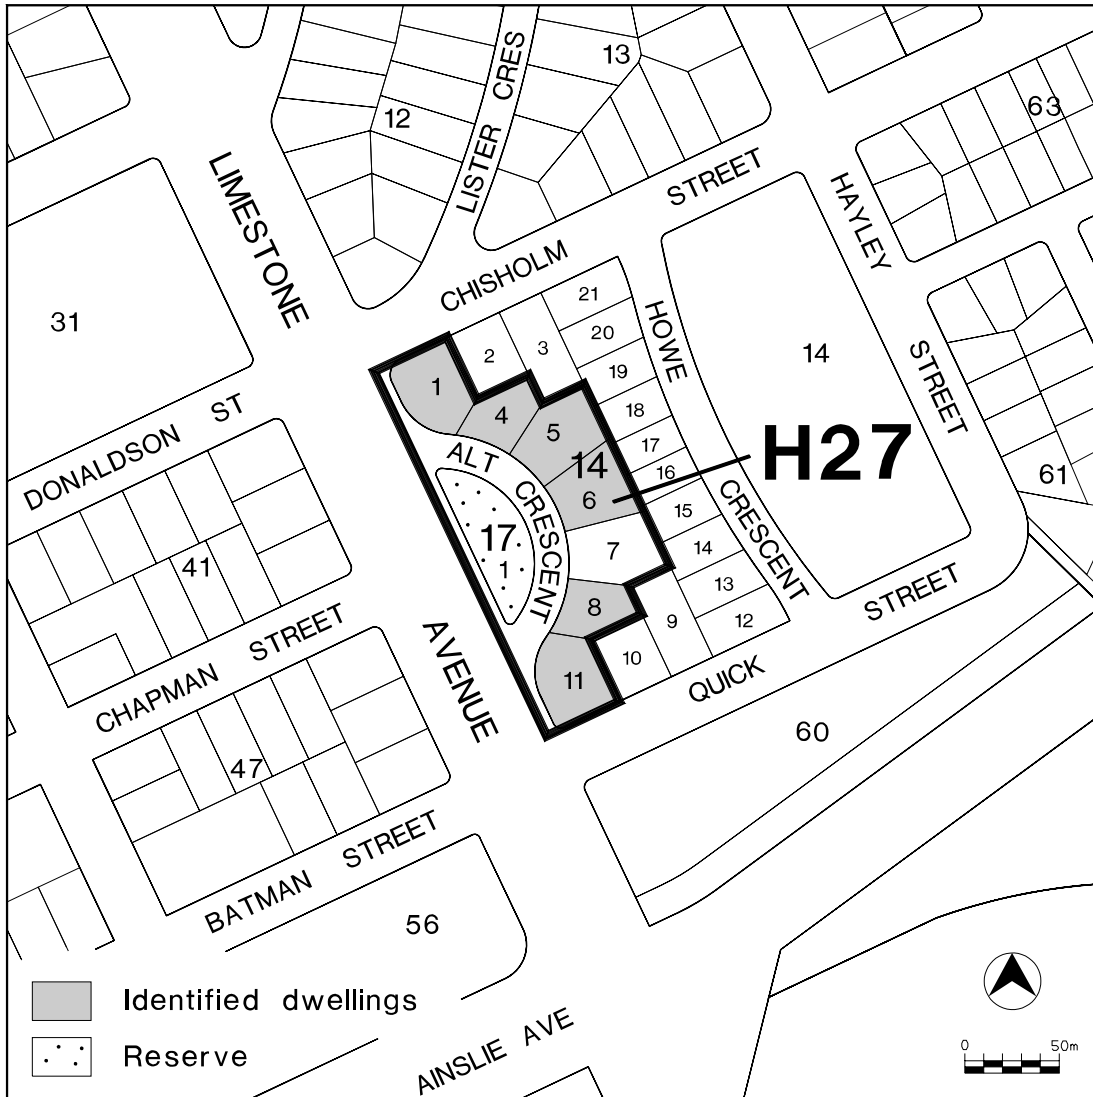 13
12
LISTER CRES
63
STREET
HAYLEY
LIMESTONE
CHISHOLM
31
21
HOWE
2
3
20
14
1
19
STREET
4
18
DONALDSON ST
5
17
H27
ALT
14
16
6
61
CRESCENT
15
CRESCENT
17
1
7
14
41
13
STREET
8
9
12
CHAPMAN STREET
AVENUE
10
11
QUICK
60
47
BATMAN STREET
56
Identified dwellings
Reserve
AINSLIE AVE
0 50m